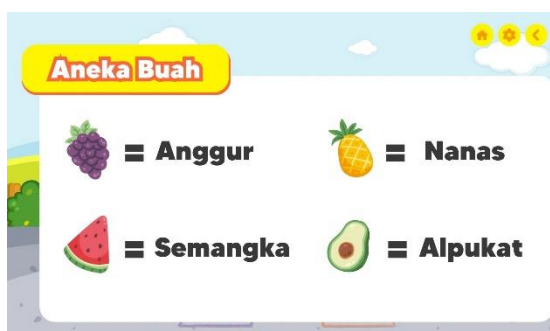 Aneka Buah
= Anggur
= Nanas
= Semangka
= Alpukat